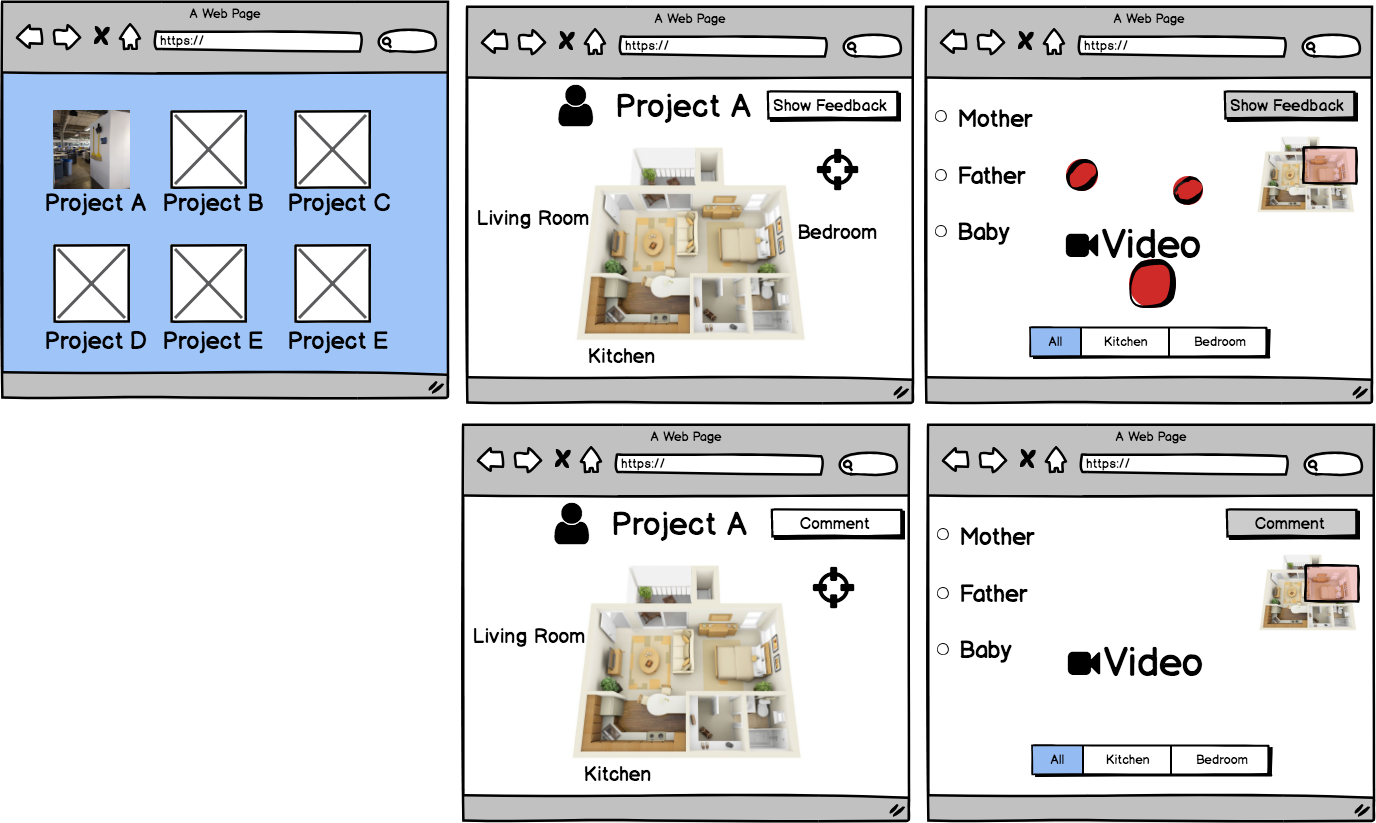 A Web Page
https://
Project A
Project B
Project C
Project D
Project E
Project E
A Web Page
https://
Project A
Show Feedback
Living Room
Bedroom
Kitchen
A Web Page
https://
Show Feedback
Mother
Father
Baby
Video
All
Kitchen
Bedroom
A Web Page
https://
Project A
Comment
Living Room
Kitchen
A Web Page
https://
Comment
Mother
Father
Baby
Video
All
Kitchen
Bedroom